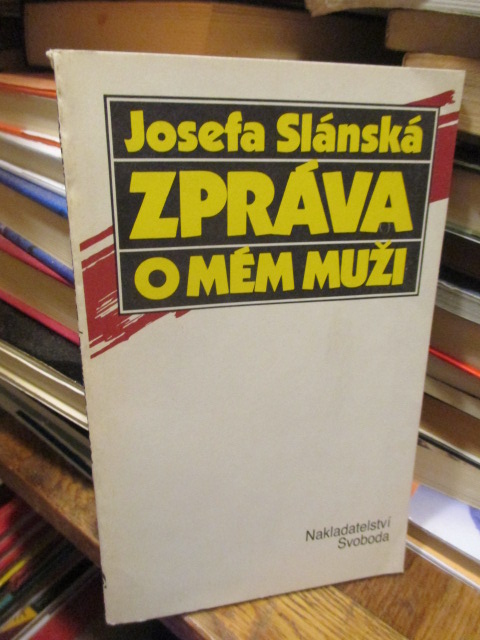 Josefa Slánská
ZPRÁVA
O MÉM MUŽI
Nakladatelství
Svoboda